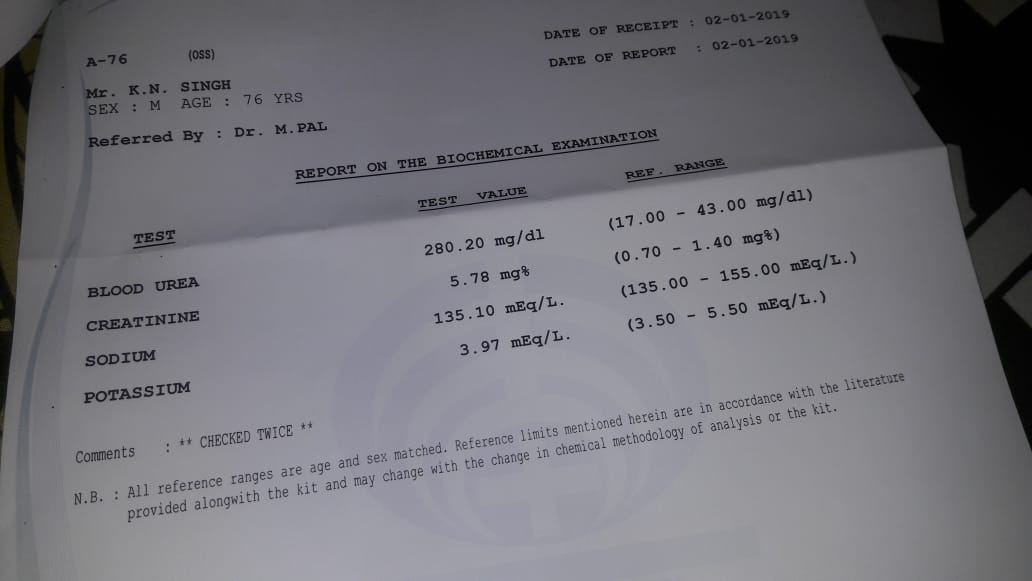 DATE OF RECEIPT : 02-01-2019
A-76 (OSS)
DATE OF REPORT : 02-01-2019
Mr. K.N. SINGH
SEX : M AGE : 76 YRS
Referred By : Dr. M.PAL
REPORT ON THE BIOCHEMICAL EXAMINATION
TEST TEST VALUE REF. RANGE
BLOOD UREA 280.20 mg/dl (17.00 - 43.00 mg/dl)
CREATININE 5.78 mg% (0.70 - 1.40 mg%)
SODIUM 135.10 mEq/L. (135.00 - 155.00 mEq/L.)
POTASSIUM 3.97 mEq/L. (3.50 - 5.50 mEq/L.)
Comments : ** CHECKED TWICE **
N.B. : All reference ranges are age and sex matched. Reference limits mentioned herein are in accordance with the literature
provided alongwith the kit and may change with the change in chemical methodology of analysis or the kit.